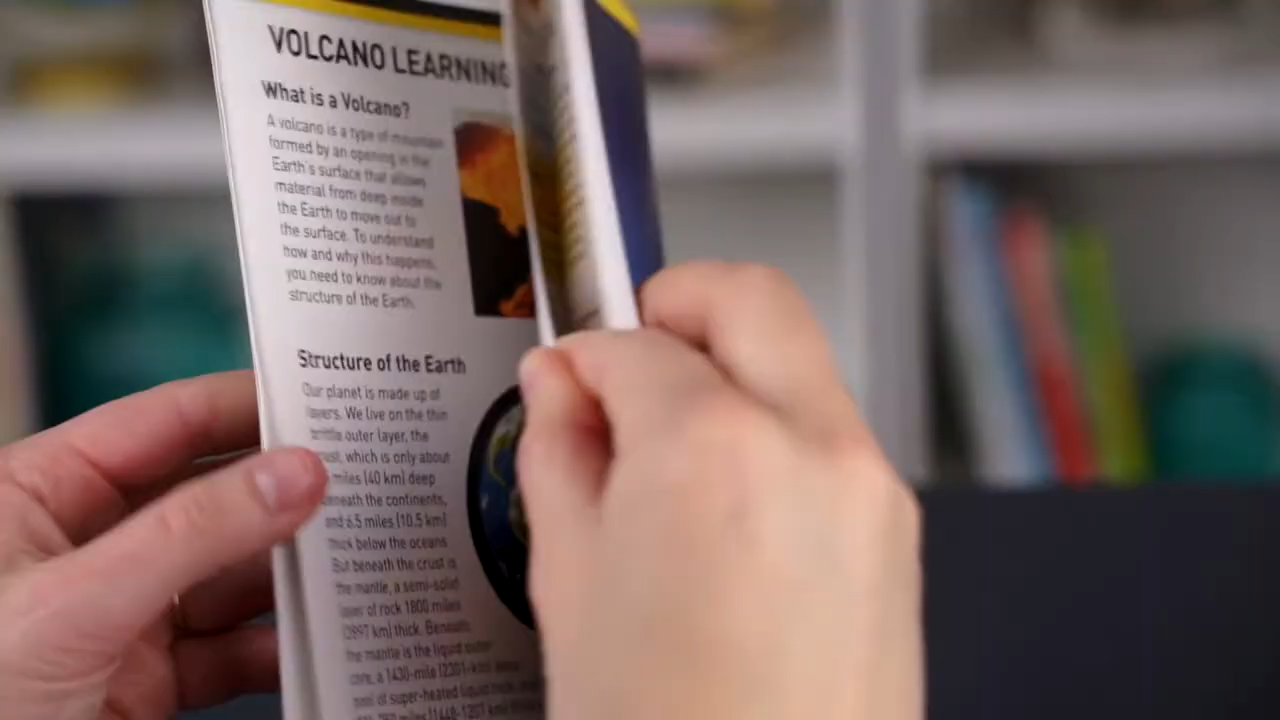 VOLCANO LEARNING
What is a Volcano?
A volcano is a type of mountain
formed by an opening in the
Earth's surface that allows
material from deep inside
the Earth to move out to
the surface. To understand
how and why this happens,
you need to know about the
structure of the Earth.
Structure of the Earth
Our planet is made up of
layers. We live on the thin
brittle outer layer, the
crust, which is only about
miles (40 km) deep
beneath the continents,
and 6.5 miles (10.5 km)
thick below the oceans
But beneath the crust is
the mantle, a semi-solid
layer of rock 1800 miles
(2897 km) thick. Beneath
the mantle is the liquid outer
core, a 1430-mile (2301-km)
of super-heated liquid